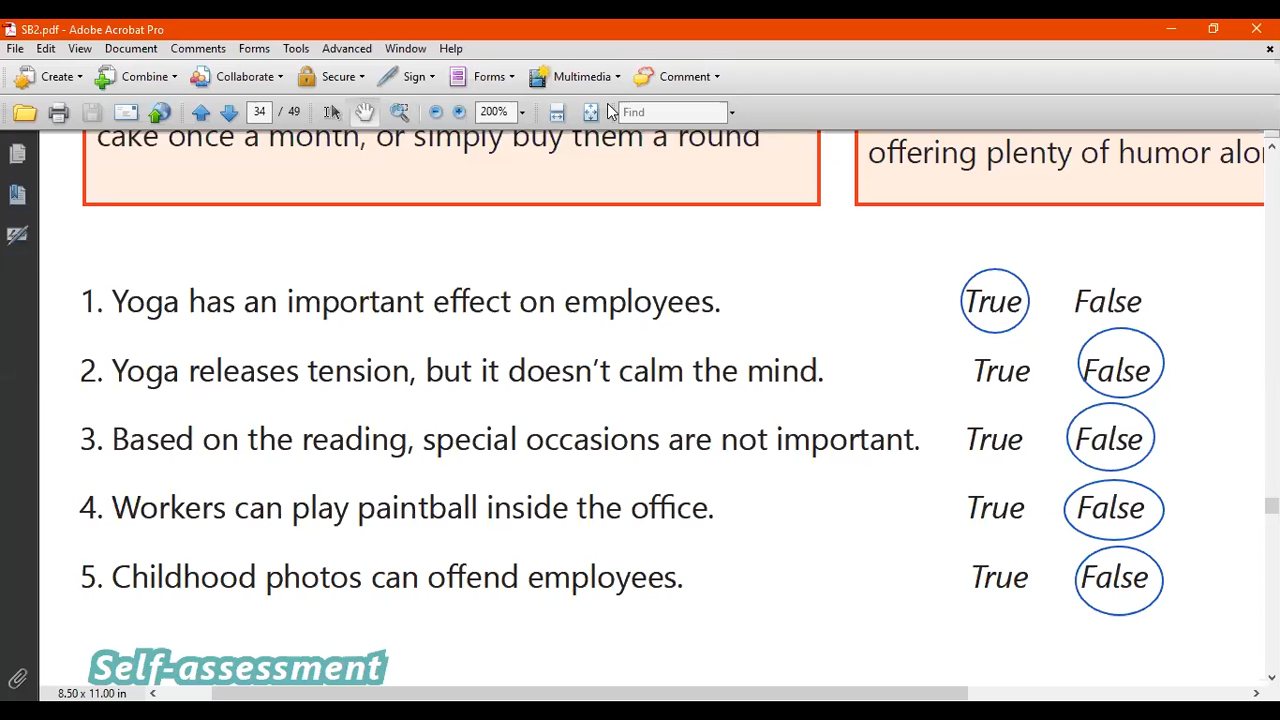 SB2.pdf - Adobe Acrobat Pro
File Edit View Document Comments Forms Tools Advanced Window Help
Create Combine Collaborate Secure Sign Forms Multimedia Comment
34 / 49 200% Find
cake once a month, or simply buy them a round
offering plenty of humor alon
1. Yoga has an important effect on employees. True False
2. Yoga releases tension, but it doesn't calm the mind. True False
3. Based on the reading, special occasions are not important. True False
4. Workers can play paintball inside the office. True False
5. Childhood photos can offend employees. True False
Self-assessment
8.50 x 11.00 in